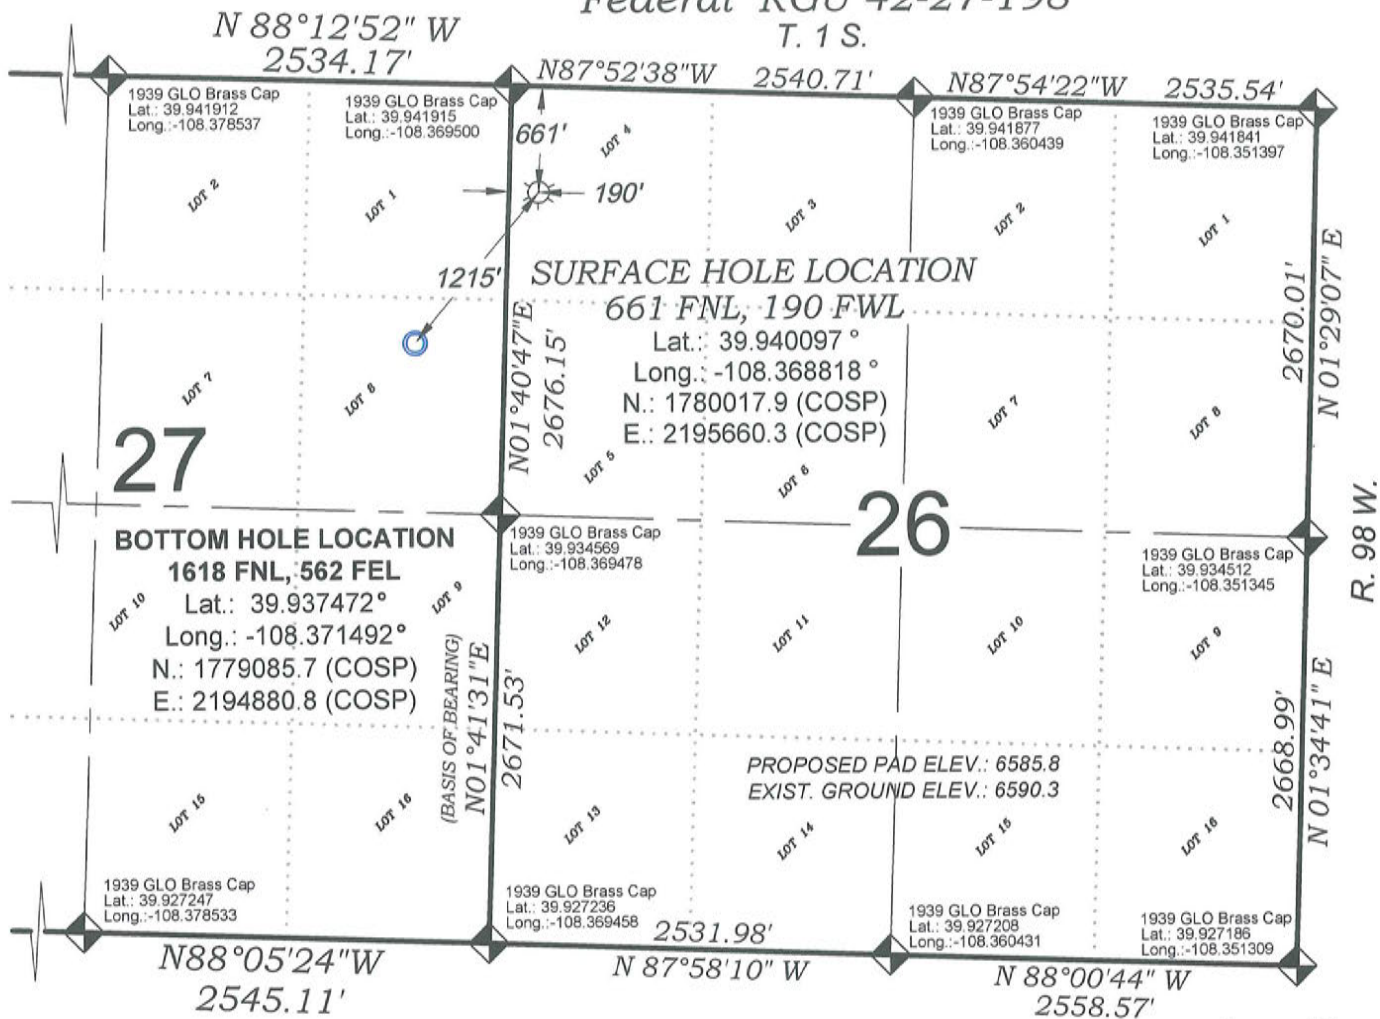 Federal RGU 42-27-198
T. 1 S.
N 88°12'52" W
2534.17'
N87°52'38"W 2540.71'
N87°54'22"W 2535.54'
1939 GLO Brass Cap
Lat.: 39.941912
Long.:-108.378537
1939 GLO Brass Cap
Lat.: 39.941915
Long.:-108.369500
1939 GLO Brass Cap
Lat.: 39.941877
Long.:-108.360439
1939 GLO Brass Cap
Lat.: 39.941841
Long.:-108.351397
661'
LOT 4
190'
LOT 2
LOT 1
LOT 3
LOT 2
LOT 1
1215'
SURFACE HOLE LOCATION
661 FNL, 190 FWL
Lat.: 39.940097 °
Long.: -108.368818 °
N.: 1780017.9 (COSP)
E.: 2195660.3 (COSP)
N01°40'47"E
2676.15'
2670.01'
N 01°29'07" E
LOT 7
LOT 8
LOT 5
LOT 6
LOT 7
LOT 8
27
26
R. 98 W.
BOTTOM HOLE LOCATION
1618 FNL, 562 FEL
Lat.: 39.937472°
Long.: -108.371492°
N.: 1779085.7 (COSP)
E.: 2194880.8 (COSP)
1939 GLO Brass Cap
Lat.: 39.934569
Long.:-108.369478
1939 GLO Brass Cap
Lat.: 39.934512
Long.:-108.351345
LOT 10
LOT 9
LOT 12
LOT 11
LOT 10
LOT 9
(BASIS OF BEARING)
N01°41'31"E
2671.53'
2668.99'
N 01°34'41" E
PROPOSED PAD ELEV.: 6585.8
EXIST. GROUND ELEV.: 6590.3
LOT 15
LOT 16
LOT 13
LOT 14
LOT 15
LOT 16
1939 GLO Brass Cap
Lat.: 39.927247
Long.:-108.378533
1939 GLO Brass Cap
Lat.: 39.927236
Long.:-108.369458
1939 GLO Brass Cap
Lat.: 39.927208
Long.:-108.360431
1939 GLO Brass Cap
Lat.: 39.927186
Long.:-108.351309
N88°05'24"W
2545.11'
2531.98'
N 87°58'10" W
N 88°00'44" W
2558.57'